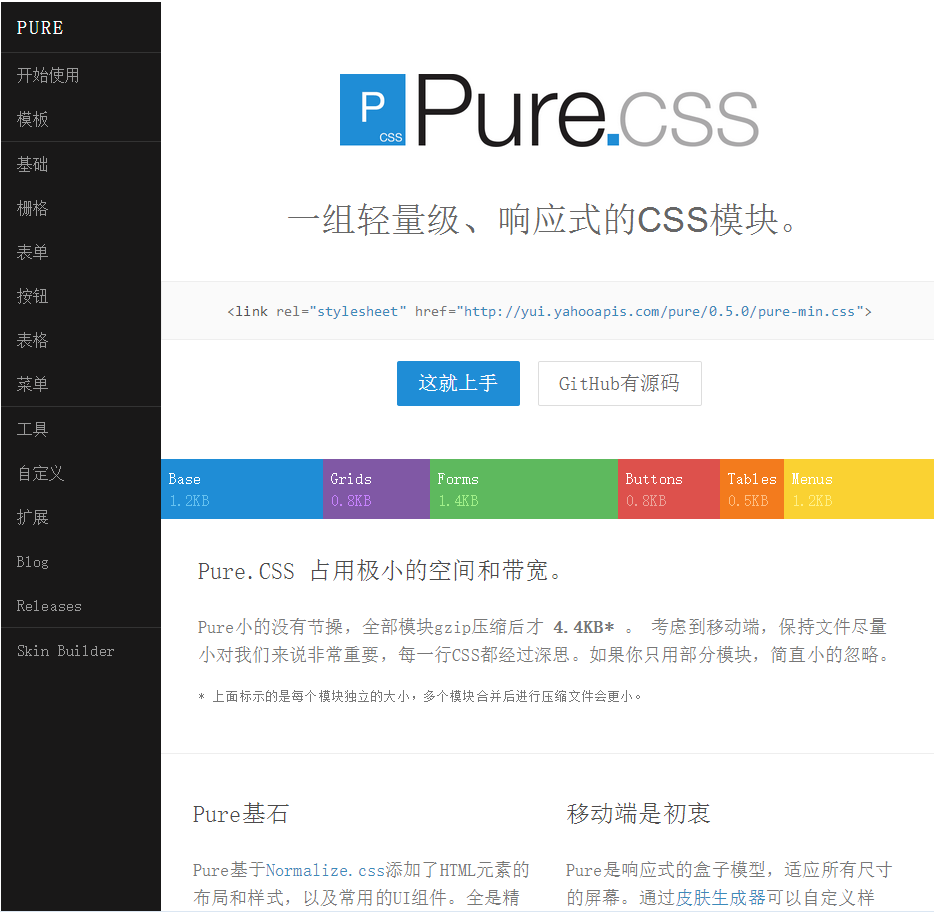 PURE
开始使用
模板
基础
栅格
表单
按钮
表格
菜单
工具
自定义
扩展
Blog
Releases
Skin Builder
P
CSS
Pure.css
一组轻量级、响应式的CSS模块。
<link rel="stylesheet" href="http://yui.yahooapis.com/pure/0.5.0/pure-min.css">
这就上手
GitHub有源码
Base
1.2KB
Grids
0.8KB
Forms
1.4KB
Buttons
0.8KB
Tables
0.5KB
Menus
1.2KB
Pure.CSS 占用极小的空间和带宽。
Pure小的没有节操，全部模块gzip压缩后才 4.4KB* 。 考虑到移动端，保持文件尽量
小对我们来说非常重要，每一行CSS都经过深思。如果你只用部分模块，简直小的忽略。
* 上面标示的是每个模块独立的大小，多个模块合并后进行压缩文件会更小。
Pure基石
Pure基于Normalize.css添加了HTML元素的
布局和样式，以及常用的UI组件。全是精
移动端是初衷
Pure是响应式的盒子模型，适应所有尺寸
的屏幕。通过皮肤生成器可以自定义样